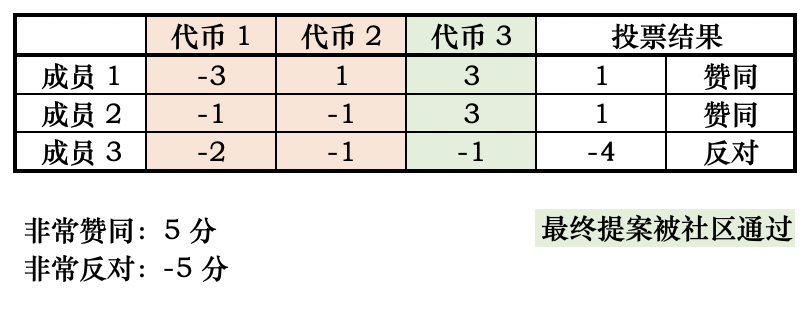 代币 1 代币 2 代币 3 投票结果
成员 1 -3 1 3 1 赞同
成员 2 -1 -1 3 1 赞同
成员 3 -2 -1 -1 -4 反对
非常赞同：5 分 最终提案被社区通过
非常反对：-5 分